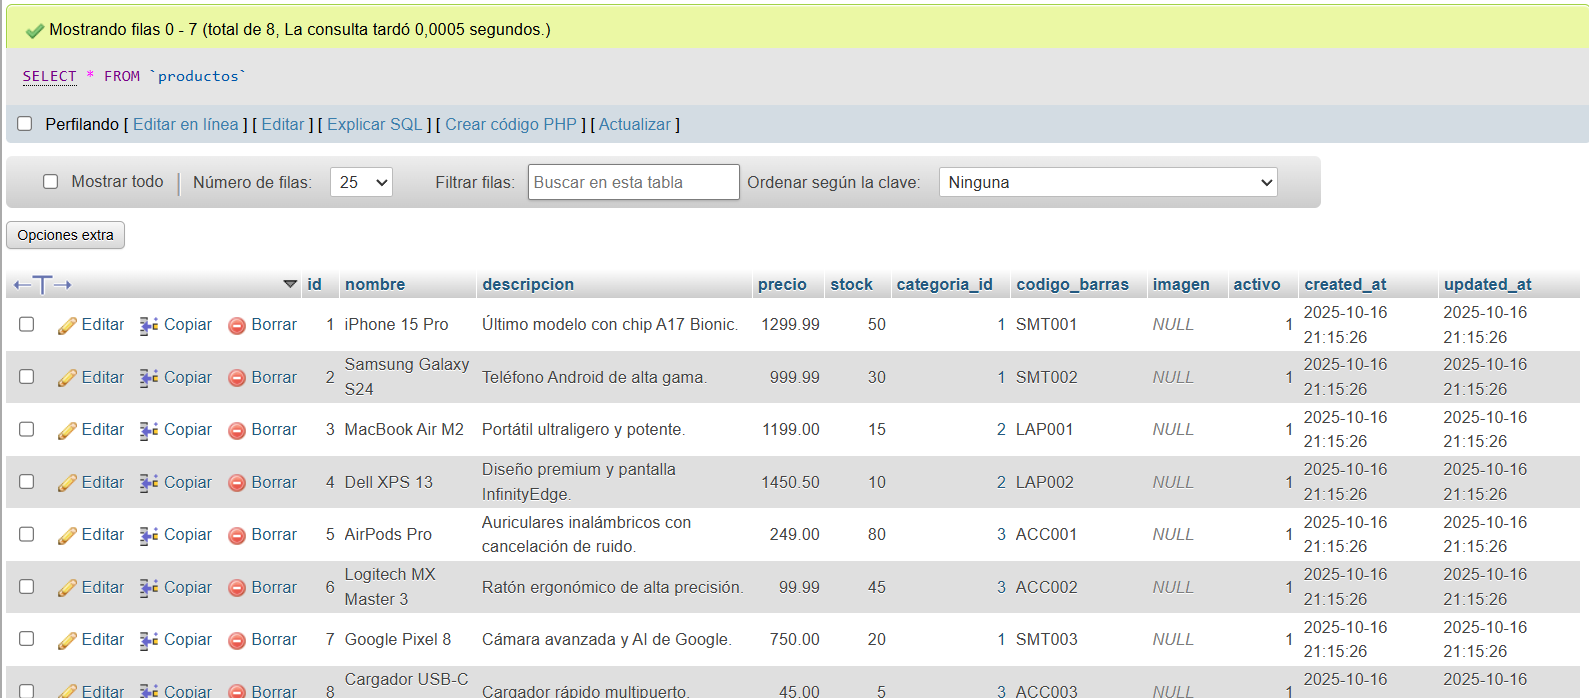 Mostrando filas 0 - 7 (total de 8, La consulta tardó 0,0005 segundos.)
SELECT * FROM `productos`
Perfilando [ Editar en línea ] [ Editar ] [ Explicar SQL ] [ Crear código PHP ] [ Actualizar ]
Mostrar todo | Número de filas: 25 Filtrar filas: Buscar en esta tabla Ordenar según la clave: Ninguna
Opciones extra
id nombre descripcion precio stock categoria_id codigo_barras imagen activo created_at updated_at
Editar Copiar Borrar 1 iPhone 15 Pro Último modelo con chip A17 Bionic. 1299.99 50 1 SMT001 NULL 1 2025-10-16 21:15:26 2025-10-16 21:15:26
Editar Copiar Borrar 2 Samsung Galaxy S24 Teléfono Android de alta gama. 999.99 30 1 SMT002 NULL 1 2025-10-16 21:15:26 2025-10-16 21:15:26
Editar Copiar Borrar 3 MacBook Air M2 Portátil ultraligero y potente. 1199.00 15 2 LAP001 NULL 1 2025-10-16 21:15:26 2025-10-16 21:15:26
Editar Copiar Borrar 4 Dell XPS 13 Diseño premium y pantalla InfinityEdge. 1450.50 10 2 LAP002 NULL 1 2025-10-16 21:15:26 2025-10-16 21:15:26
Editar Copiar Borrar 5 AirPods Pro Auriculares inalámbricos con cancelación de ruido. 249.00 80 3 ACC001 NULL 1 2025-10-16 21:15:26 2025-10-16 21:15:26
Editar Copiar Borrar 6 Logitech MX Master 3 Ratón ergonómico de alta precisión. 99.99 45 3 ACC002 NULL 1 2025-10-16 21:15:26 2025-10-16 21:15:26
Editar Copiar Borrar 7 Google Pixel 8 Cámara avanzada y AI de Google. 750.00 20 1 SMT003 NULL 1 2025-10-16 21:15:26 2025-10-16 21:15:26
Editar Copiar Borrar 8 Cargador USB-C Cargador rápido multipuerto. 45.00 5 3 ACC003 NULL 1 2025-10-16 2025-10-16